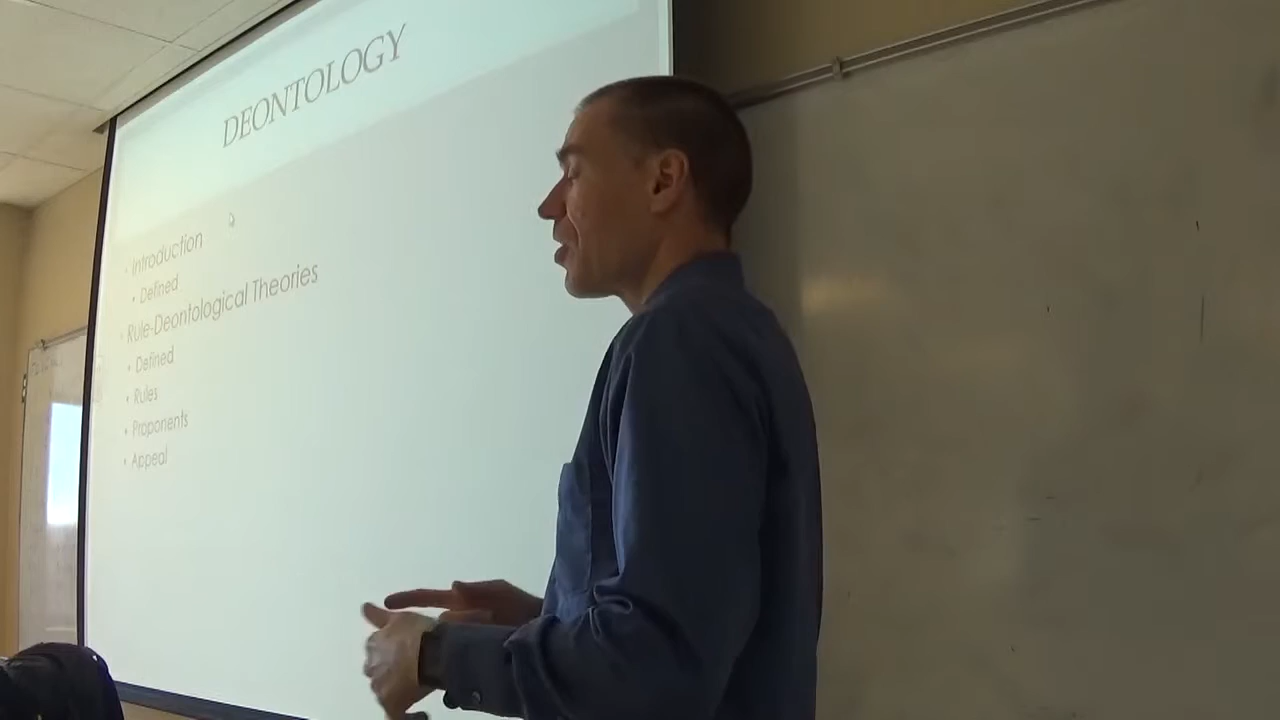 DEONTOLOGY
• Introduction
• Defined
• Rule-Deontological Theories
• Defined
• Rules
• Proponents
• Appeal